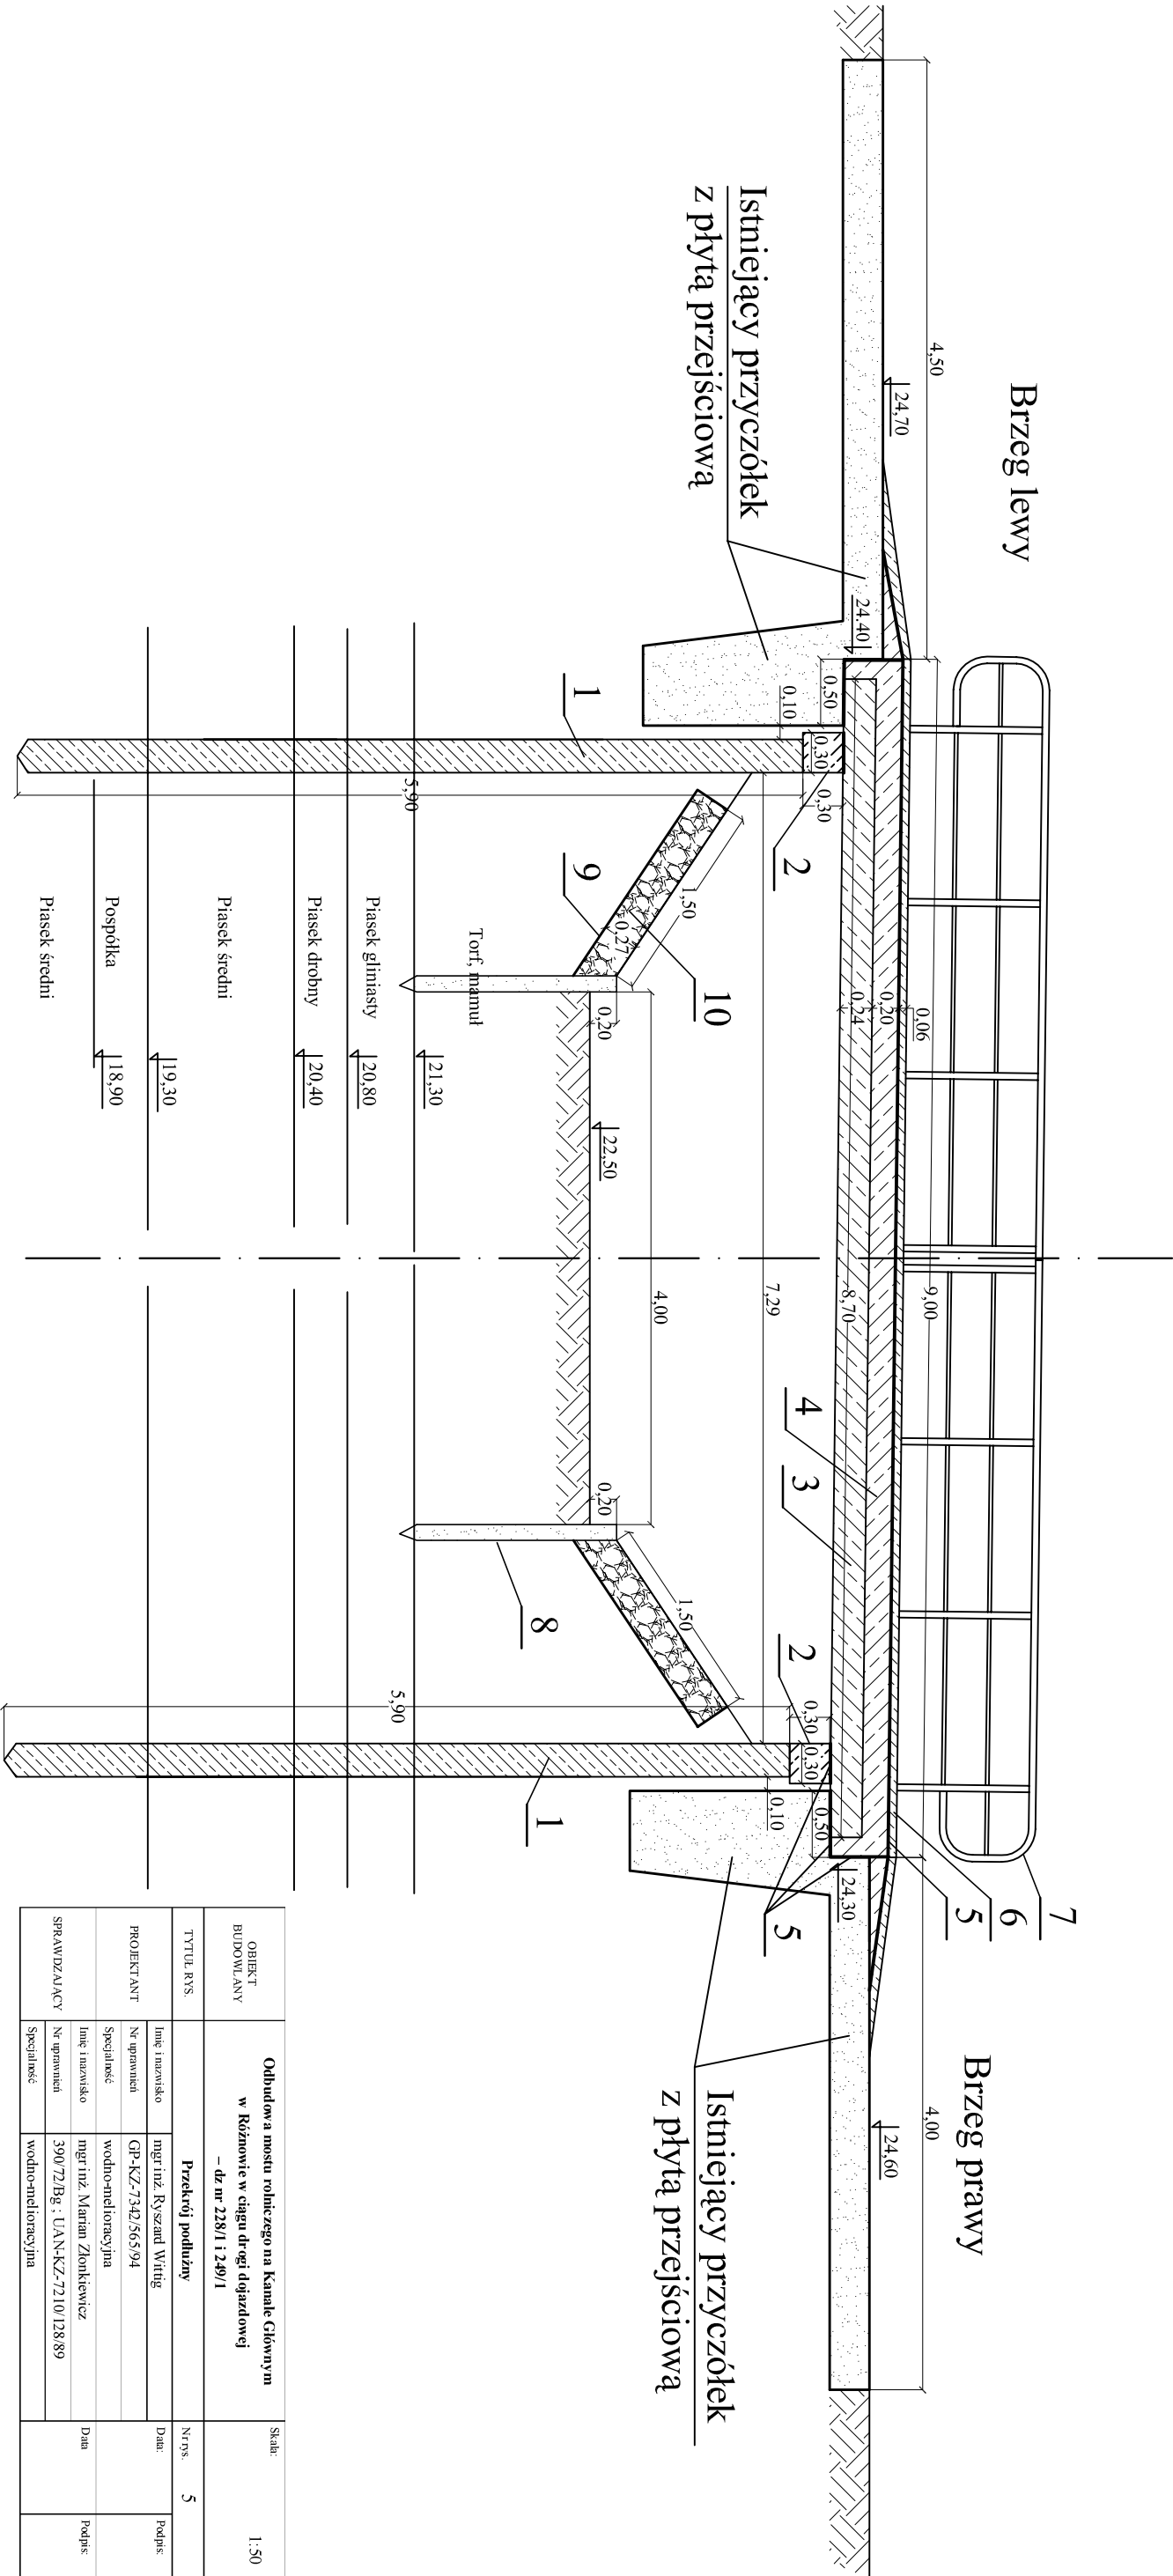 Brzeg lewy
Brzeg prawy
4,50
9,00
4,00
24,70
24,60
24.40
24,30
0,06
0,20
0,24
8,70
7
6
5
5
4
3
2
2
0,50
0,10
0,30
0,30
0,30
0,30
0,50
0,10
7,29
4,00
1,50
1,50
0,27
0,20
0,20
22,50
Istniejący przyczółek
z płytą przejściową
Istniejący przyczółek
z płytą przejściową
1
1
9
10
8
5,90
5,90
Torf, mamuł
21,30
Piasek gliniasty
20,80
Piasek drobny
20,40
Piasek średni
19,30
Pospółka
18,90
Piasek średni
OBIEKT
BUDOWLANY
Odbudowa mostu rolniczego na Kanale Głównym
w Różnowie w ciągu drogi dojazdowej
– dz nr 228/1 i 249/1
Skala:
1:50
TYTUŁ RYS.
Przekrój podłużny
Nr rys.
5
PROJEKTANT
Imię i nazwisko
mgr inż. Ryszard Wittig
Data:
Podpis:
Nr uprawnień
GP-KZ-7342/565/94
Specjalność
wodno-melioracyjna
SPRAWDZAJĄCY
Imię i nazwisko
mgr inż. Marian Złonkiewicz
Data
Podpis:
Nr uprawnień
390/72/Bg ; UAN-KZ-7210/128/89
Specjalność
wodno-melioracyjna